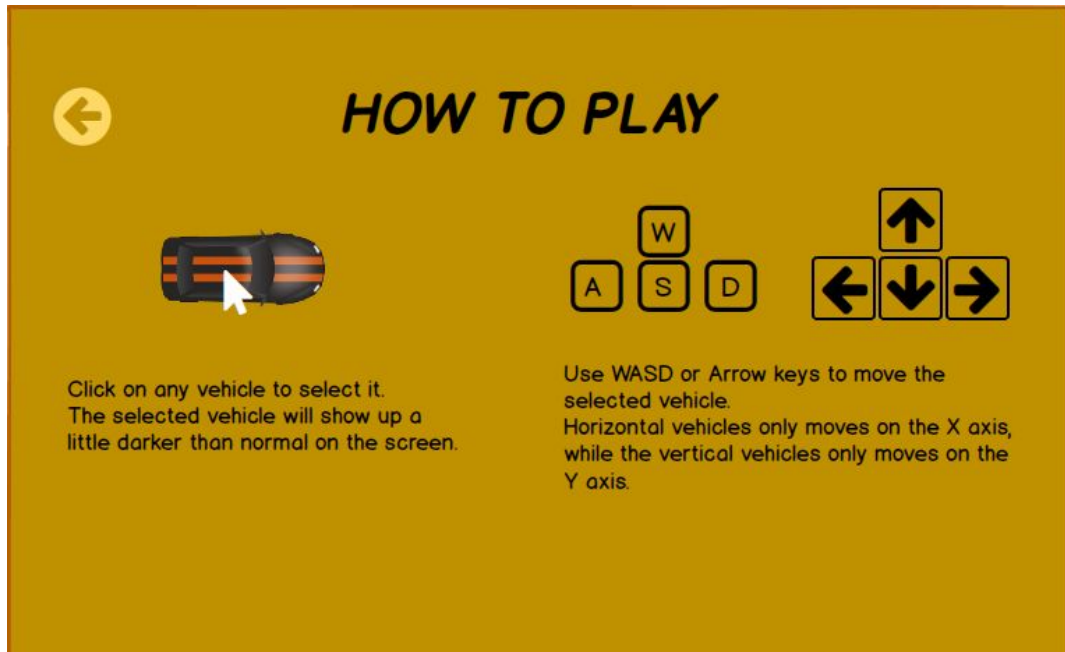 HOW TO PLAY
W
A S D
Click on any vehicle to select it.
The selected vehicle will show up a
little darker than normal on the screen.
Use WASD or Arrow keys to move the
selected vehicle.
Horizontal vehicles only moves on the X axis,
while the vertical vehicles only moves on the
Y axis.